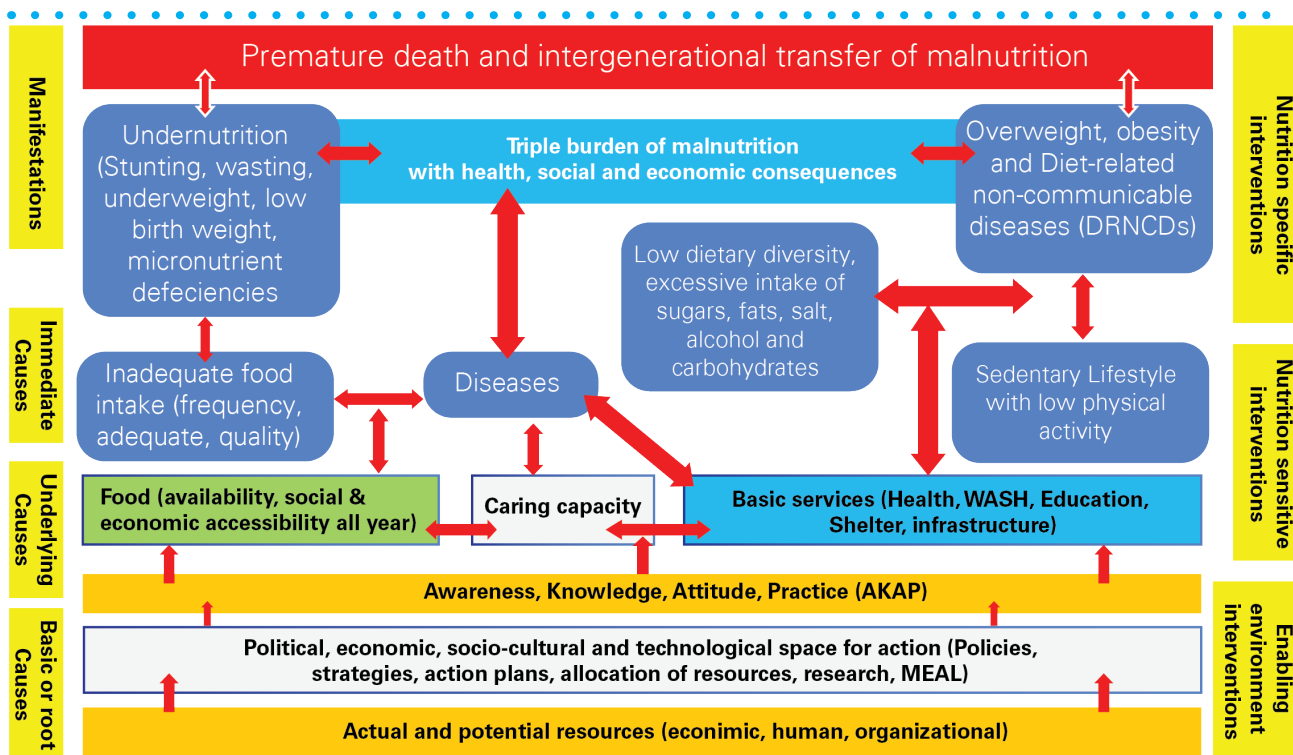 Premature death and intergenerational transfer of malnutrition
Manifestations
Undernutrition
(Stunting, wasting,
underweight, low
birth weight,
micronutrient
defeciencies
Triple burden of malnutrition
with health, social and economic consequences
Overweight, obesity
and Diet-related
non-communicable
diseases (DRNCDs)
Nutrition specific
interventions
Low dietary diversity,
excessive intake of
sugars, fats, salt,
alcohol and
carbohydrates
Immediate
Causes
Inadequate food
intake (frequency,
adequate, quality)
Diseases
Sedentary Lifestyle
with low physical
activity
Nutrition sensitive
interventions
Underlying
Causes
Food (availability, social &
economic accessibility all year)
Caring capacity
Basic services (Health, WASH, Education,
Shelter, infrastructure)
Awareness, Knowledge, Attitude, Practice (AKAP)
Basic or root
Causes
Political, economic, socio-cultural and technological space for action (Policies,
strategies, action plans, allocation of resources, research, MEAL)
Enabling
environment
interventions
Actual and potential resources (econimic, human, organizational)